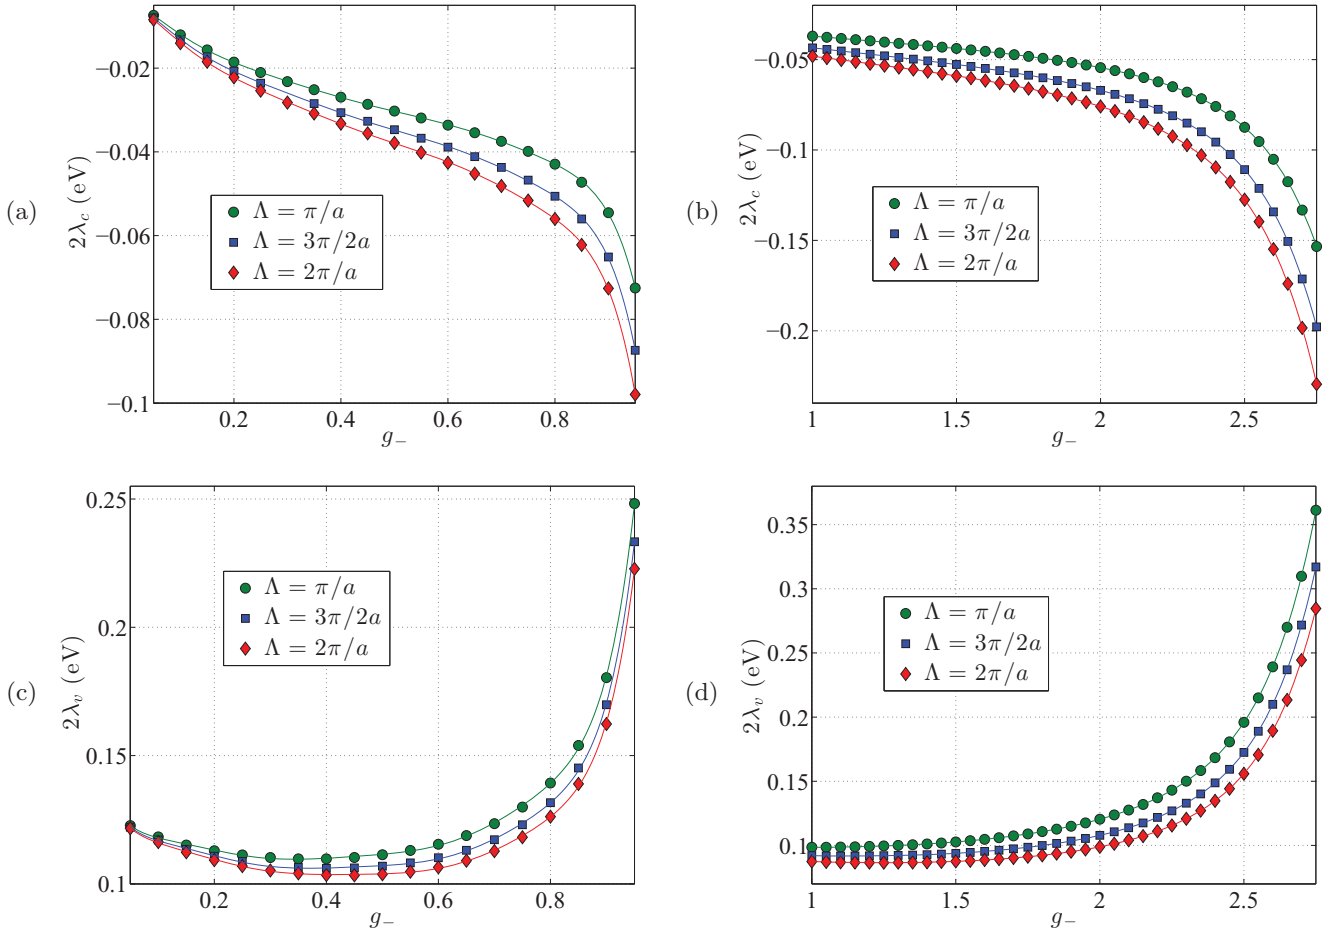 (a)
2λ_c (eV)
−0.02
−0.04
−0.06
−0.08
−0.1
Λ = π/a
Λ = 3π/2a
Λ = 2π/a
0.2 0.4 0.6 0.8
g_−
(b)
2λ_c (eV)
−0.05
−0.1
−0.15
−0.2
Λ = π/a
Λ = 3π/2a
Λ = 2π/a
1 1.5 2 2.5
g_−
(c)
2λ_v (eV)
0.25
0.2
0.15
0.1
Λ = π/a
Λ = 3π/2a
Λ = 2π/a
0.2 0.4 0.6 0.8
g_−
(d)
2λ_v (eV)
0.35
0.3
0.25
0.2
0.15
0.1
Λ = π/a
Λ = 3π/2a
Λ = 2π/a
1 1.5 2 2.5
g_−